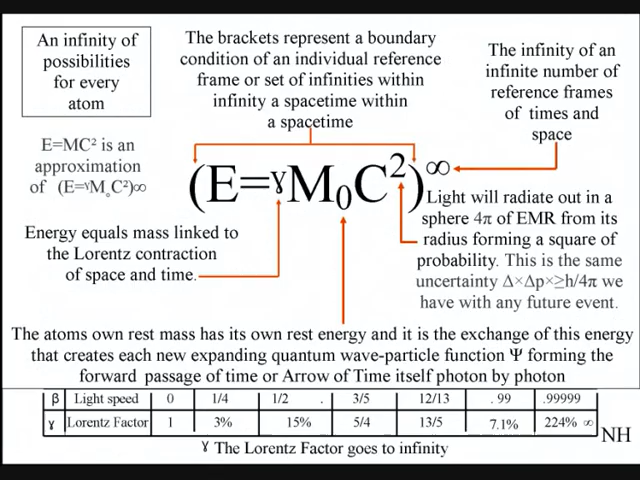 An infinity of
possibilities
for every
atom
The brackets represent a boundary
condition of an individual reference
frame or set of infinities within
infinity a spacetime within
a spacetime
The infinity of an
infinite number of
reference frames
of times and
space
E=MC² is an
approximation
of (E=ɤM˳C²)∞
(E=ɤM₀C²)∞
Energy equals mass linked to
the Lorentz contraction
of space and time.
Light will radiate out in a
sphere 4π of EMR from its
radius forming a square of
probability. This is the same
uncertainty Δ×Δp×≥h/4π we
have with any future event.
The atoms own rest mass has its own rest energy and it is the exchange of this energy
that creates each new expanding quantum wave-particle function Ψ forming the
forward passage of time or Arrow of Time itself photon by photon
β Light speed 0 1/4 1/2 . 3/5 12/13 . 99 .99999
ɤ Lorentz Factor 1 3% 15% 5/4 13/5 7.1% 224% ∞
ɤ The Lorentz Factor goes to infinity
NH